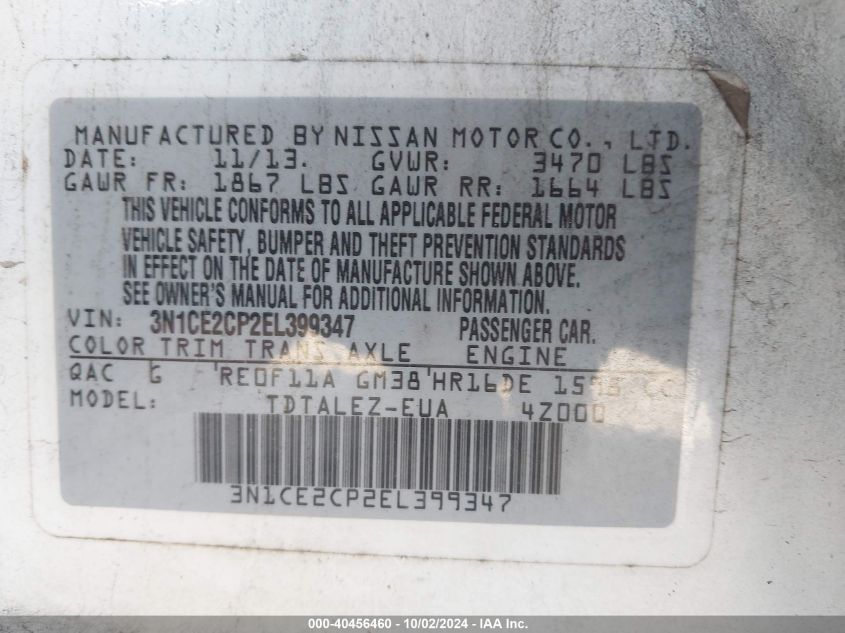 MANUFACTURED BY NISSAN MOTOR CO., LTD.
DATE: 11/13. GVWR: 3470 LBS
GAWR FR: 1867 LBS GAWR RR: 1664 LBS
THIS VEHICLE CONFORMS TO ALL APPLICABLE FEDERAL MOTOR
VEHICLE SAFETY, BUMPER AND THEFT PREVENTION STANDARDS
IN EFFECT ON THE DATE OF MANUFACTURE SHOWN ABOVE.
SEE OWNER'S MANUAL FOR ADDITIONAL INFORMATION.
VIN: 3N1CE2CP2EL399347 PASSENGER CAR.
COLOR TRIM TRANS AXLE ENGINE
QAC G RE0F11A GM38 HR16DE 1598 CC
MODEL: TDTALEZ-EUA 4Z000
3N1CE2CP2EL399347
000-40456460 - 10/02/2024 - IAA Inc.